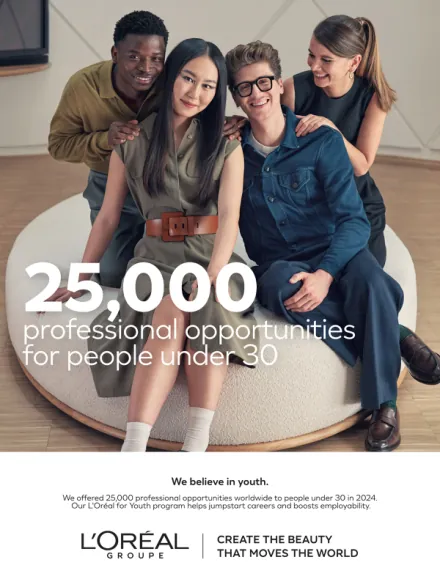 25,000
professional opportunities
for people under 30
We believe in youth.
We offered 25,000 professional opportunities worldwide to people under 30 in 2024.
Our L'Oréal for Youth program helps jumpstart careers and boosts employability.
L'ORÉAL
GROUPE
CREATE THE BEAUTY
THAT MOVES THE WORLD